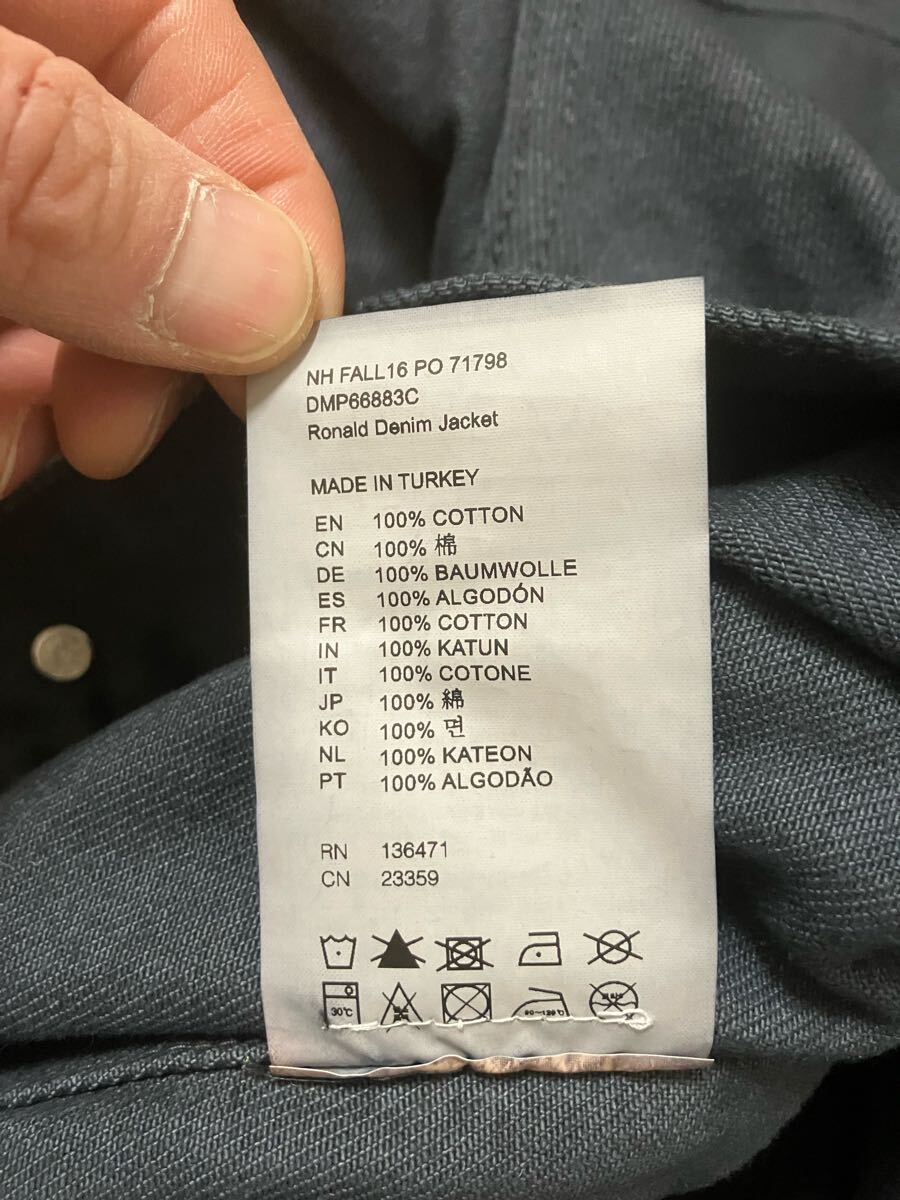 NH FALL16 PO 71798
DMP66883C
Ronald Denim Jacket
MADE IN TURKEY
EN 100% COTTON
CN 100% 棉
DE 100% BAUMWOLLE
ES 100% ALGODÓN
FR 100% COTTON
IN 100% KATUN
IT 100% COTONE
JP 100% 綿
KO 100% 면
NL 100% KATEON
PT 100% ALGODÃO
RN 136471
CN 23359
30℃